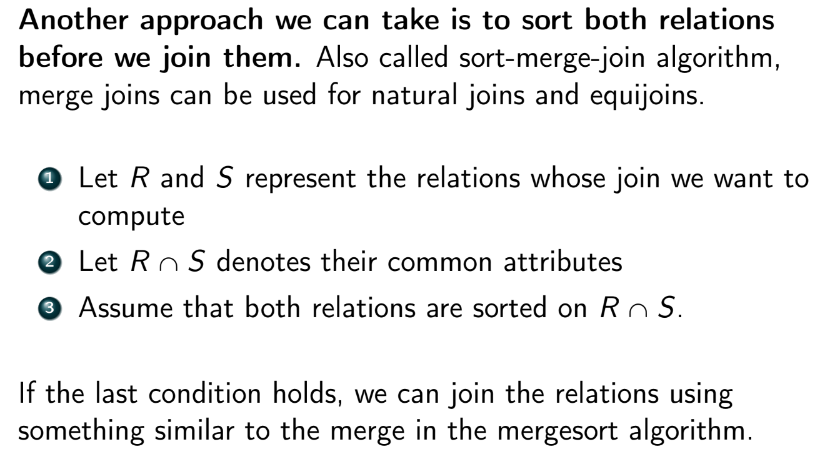 Another approach we can take is to sort both relations
before we join them. Also called sort-merge-join algorithm,
merge joins can be used for natural joins and equijoins.
1 Let R and S represent the relations whose join we want to
compute
2 Let R ∩ S denotes their common attributes
3 Assume that both relations are sorted on R ∩ S.
If the last condition holds, we can join the relations using
something similar to the merge in the mergesort algorithm.